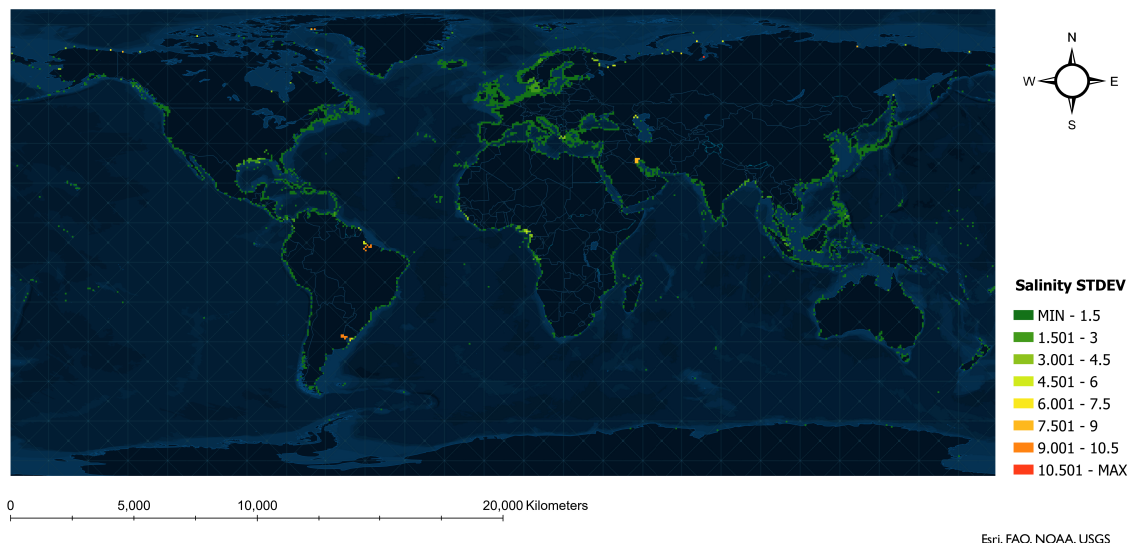 N
W E
S
Salinity STDEV
MIN - 1.5
1.501 - 3
3.001 - 4.5
4.501 - 6
6.001 - 7.5
7.501 - 9
9.001 - 10.5
10.501 - MAX
0 5,000 10,000 20,000 Kilometers
Esri, FAO, NOAA, USGS